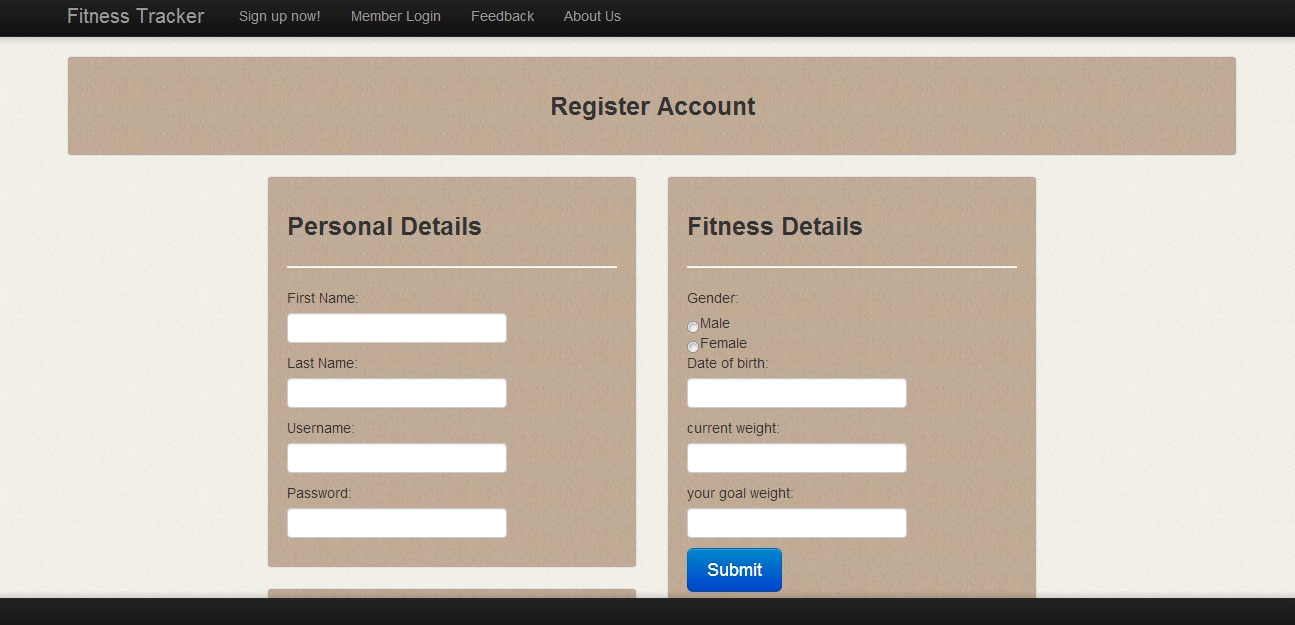 Fitness Tracker Sign up now! Member Login Feedback About Us
Register Account
Personal Details
First Name:
Last Name:
Username:
Password:
Fitness Details
Gender:
Male
Female
Date of birth:
current weight:
your goal weight:
Submit